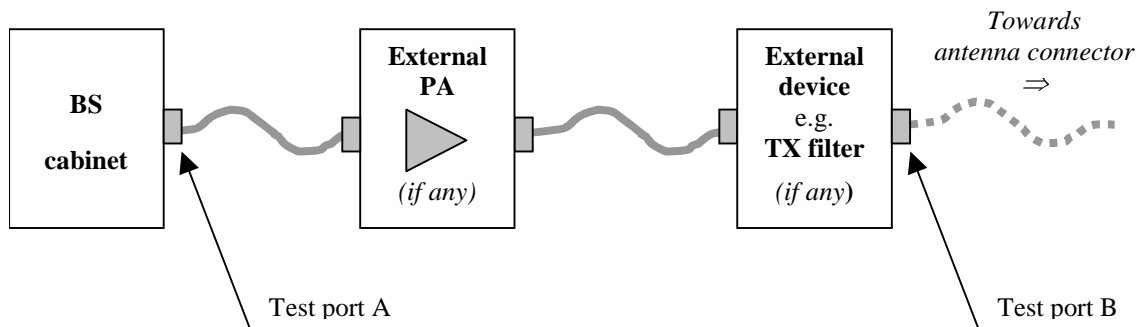 BS
cabinet
External
PA
(if any)
External
device
e.g.
TX filter
(if any)
Towards
antenna connector
⇒
Test port A
Test port B